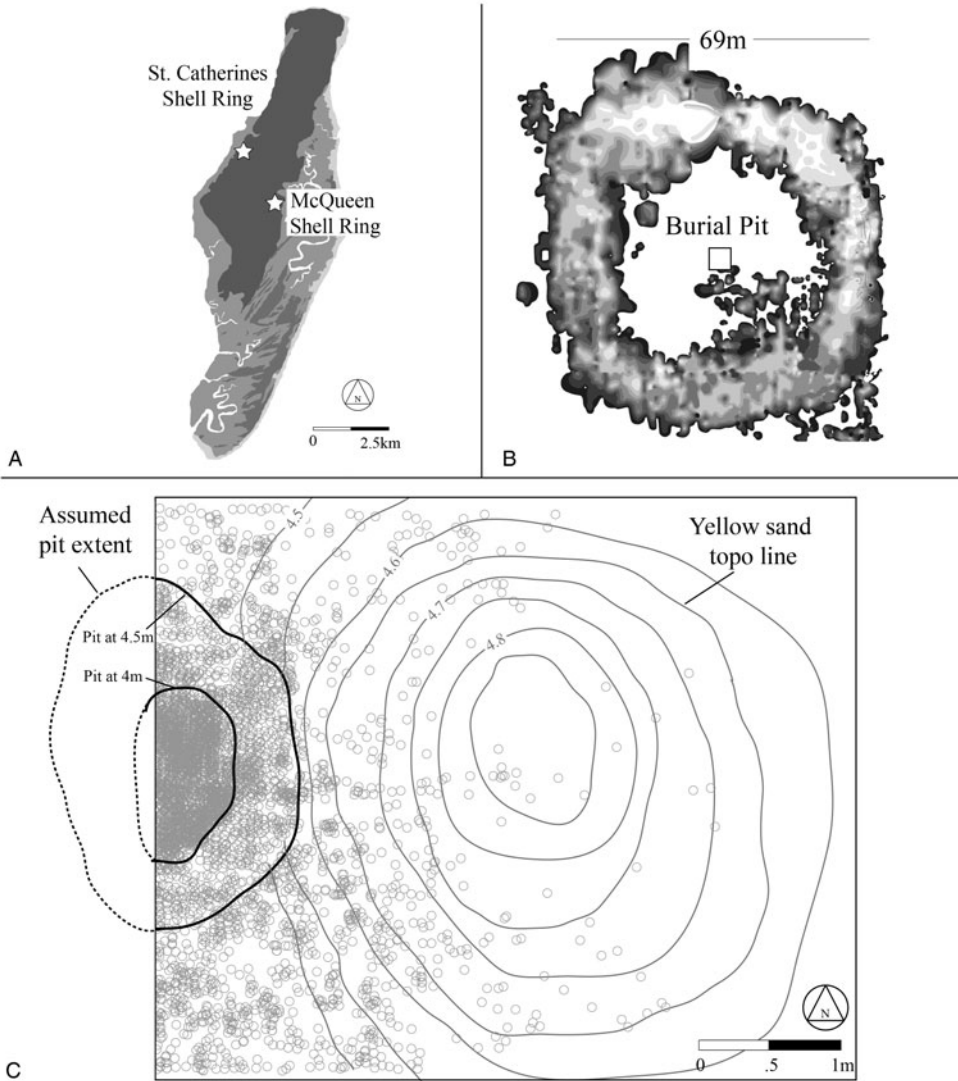 St. Catherines
Shell Ring
McQueen
Shell Ring
N
0 2.5km
A
69m
Burial Pit
B
Assumed
pit extent
Pit at 4.5m
Pit at 4m
4.5
4.6
4.7
4.8
Yellow sand
topo line
N
0 .5 1m
C